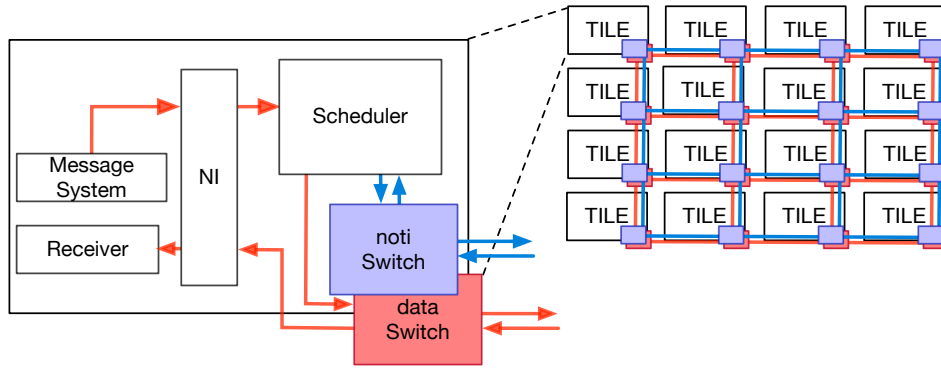 TILE TILE TILE TILE
TILE TILE TILE TILE
TILE TILE TILE TILE
TILE TILE TILE TILE
Scheduler
Message
System
NI
Receiver
noti
Switch
data
Switch